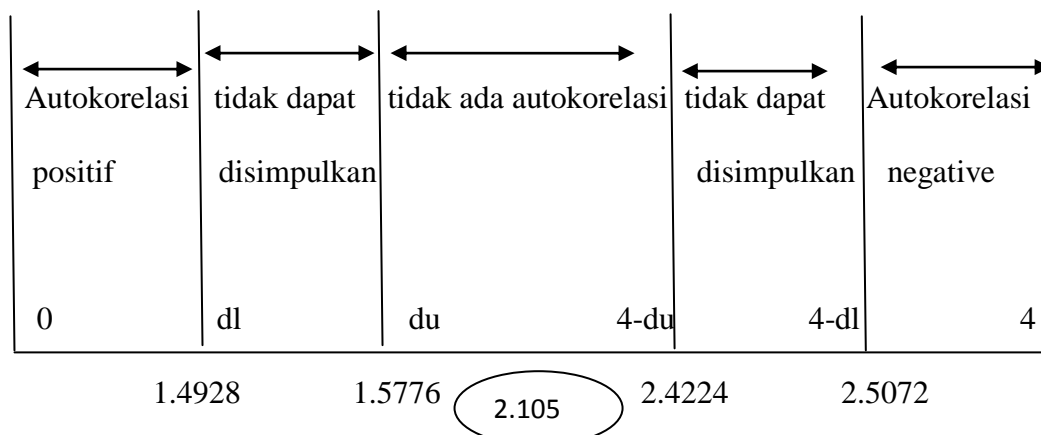 Autokorelasi tidak dapat tidak ada autokorelasi tidak dapat Autokorelasi
positif disimpulkan disimpulkan negative
0 dl du 4-du 4-dl 4
1.4928 1.5776 2.105 2.4224 2.5072